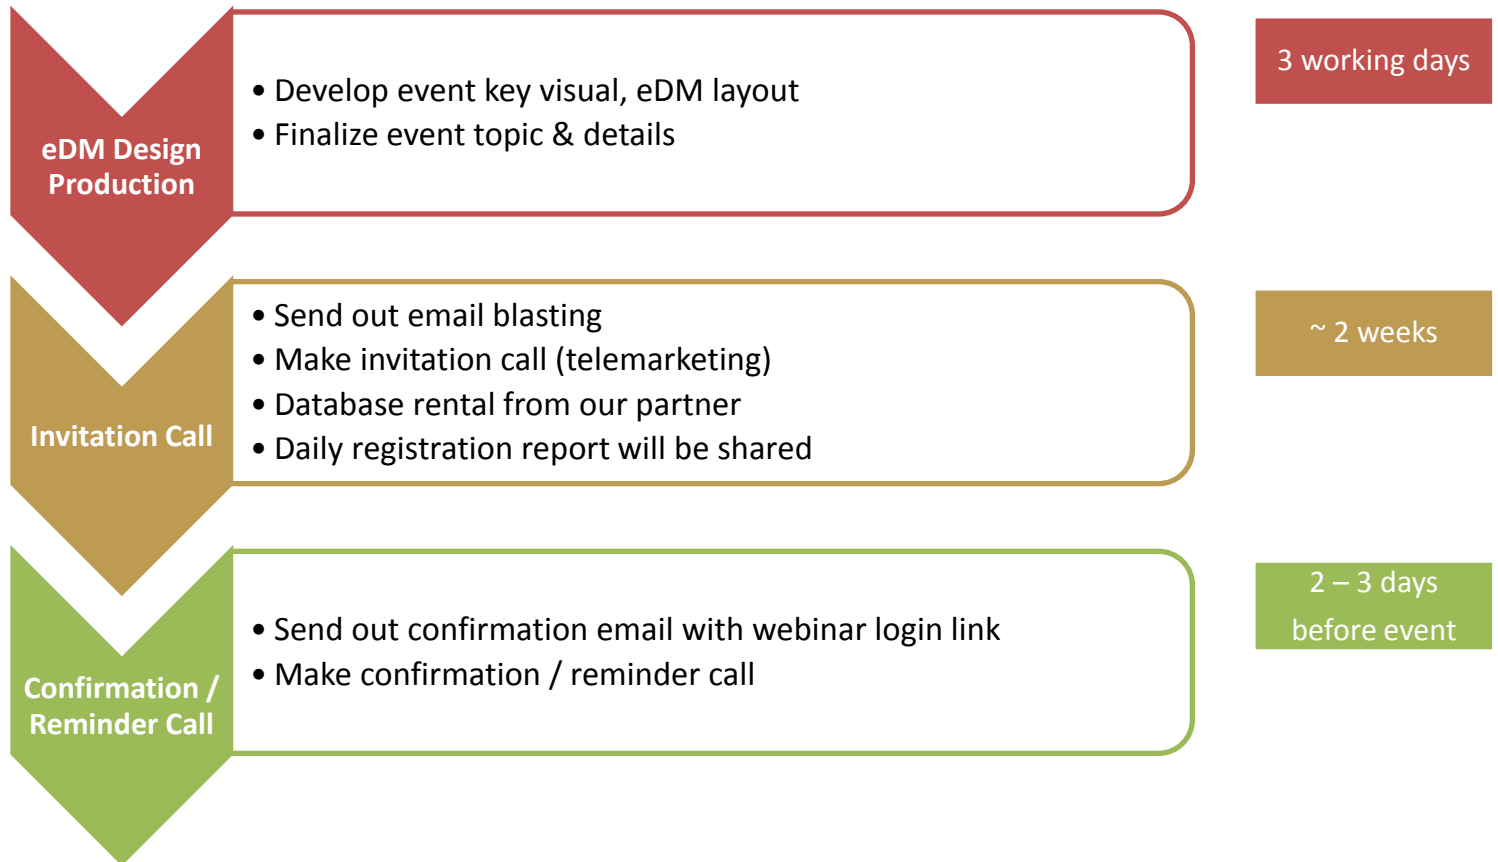 eDM Design
Production
• Develop event key visual, eDM layout
• Finalize event topic & details
3 working days
Invitation Call
• Send out email blasting
• Make invitation call (telemarketing)
• Database rental from our partner
• Daily registration report will be shared
~ 2 weeks
Confirmation /
Reminder Call
• Send out confirmation email with webinar login link
• Make confirmation / reminder call
2 – 3 days
before event